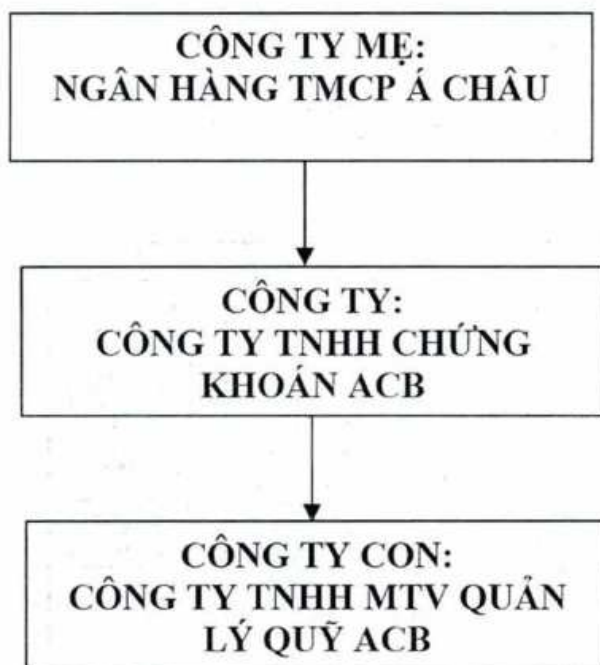 CÔNG TY MẸ:
NGÂN HÀNG TMCP Á CHÂU
CÔNG TY:
CÔNG TY TNHH CHỨNG
KHOÁN ACB
CÔNG TY CON:
CÔNG TY TNHH MTV QUẢN
LÝ QUỸ ACB